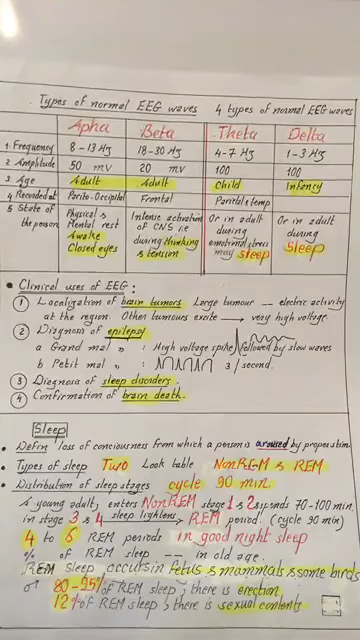 Types of normal EEG waves 4 types of normal EEG waves
Apha Beta Theta Delta
1 Frequency 8-13 Hz 18-30 Hz 4-7 Hz 1-3 Hz
2 Amplitude 50 mv 20 mv 100 100
3 Age Adult Adult Child Infancy
4 Recorded at Parito-Occipital Frontal Parietal & temp
5 State of the person Physical & Mental rest Awake Closed eyes Intense activation of CNS i.e during thinking & tension Or in adult during emotional stress may sleep Or in adult during Sleep
• Clinical uses of EEG:
1 Localization of brain tumors Large tumour -- electric activity
at the region. Other tumours excite → very high voltage.
2 Diagnosis of epilepsy
a Grand mal " : High voltage spike followed by slow waves
b Petit mal " : 3/second.
3 Diagnosis of sleep disorders.
4 Confirmation of brain death.
Sleep
• Defin loss of conciousness from which a person is aroused by proper stim
• Types of sleep Two Look table NonREM & REM
• Distribution of sleep stages cycle 90 min.
A young adult, enters NonREM stage 1 & 2 spends 70-100 min.
in stage 3 & 4 sleep lightens, REM period. (cycle 90 min)
4 to 6 REM periods in good night sleep
% of REM sleep --- in old age.
REM sleep occurs in fetus & mammals & some birds
♂ 80-95% of REM sleep, there is erection
12% of REM sleep, there is sexual contents